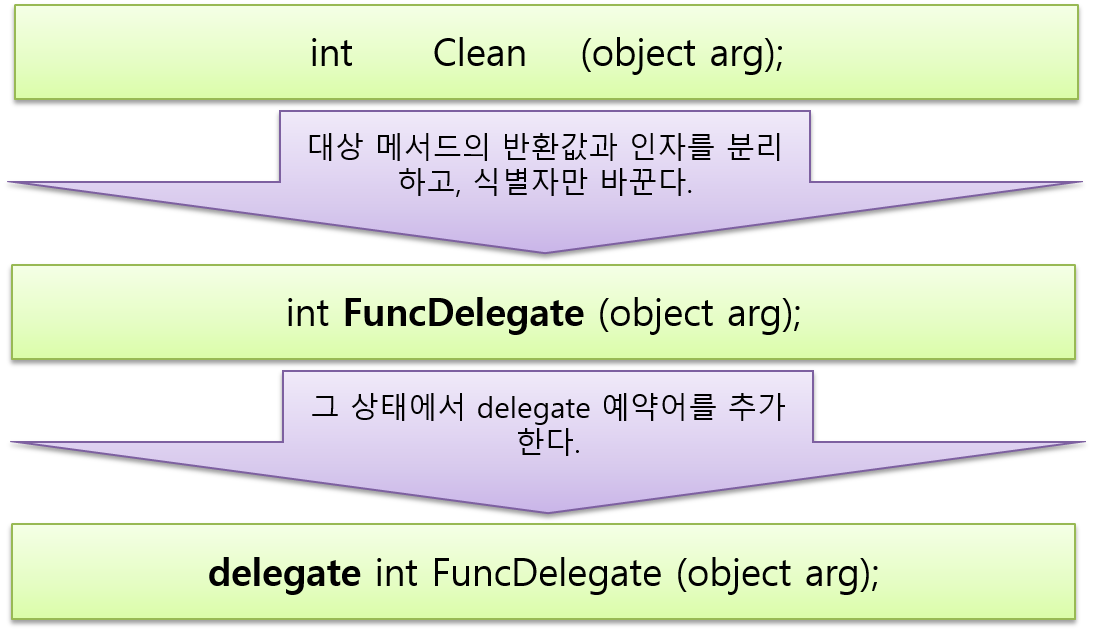 int Clean (object arg);
대상 메서드의 반환값과 인자를 분리
하고, 식별자만 바꾼다.
int FuncDelegate (object arg);
그 상태에서 delegate 예약어를 추가
한다.
delegate int FuncDelegate (object arg);